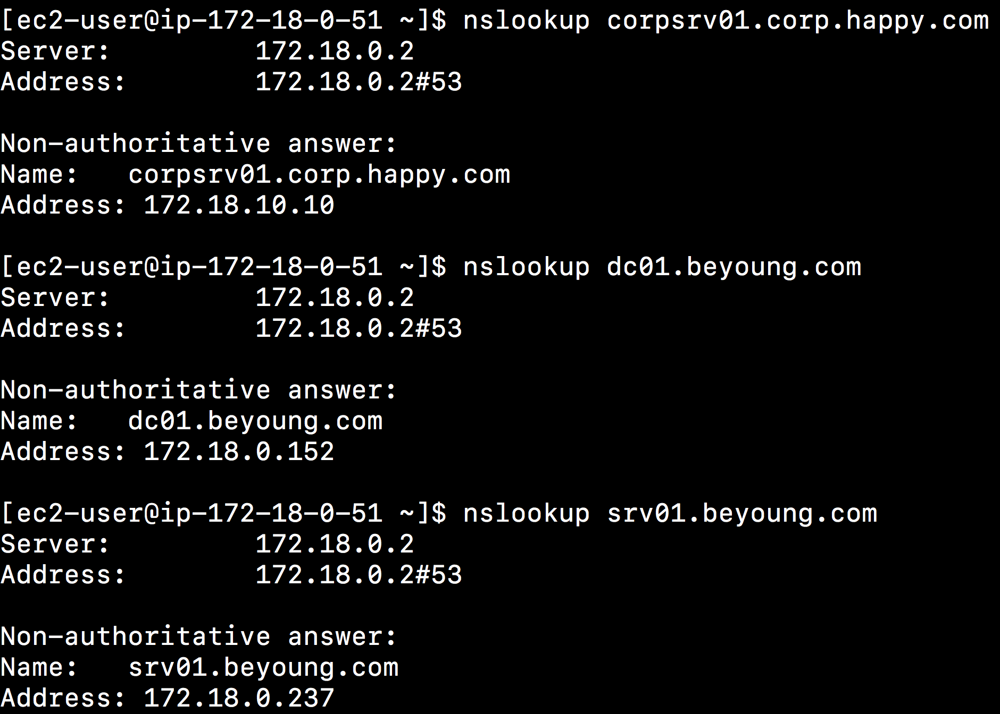 [ec2-user@ip-172-18-0-51 ~]$ nslookup corpsrv01.corp.happy.com
Server:         172.18.0.2
Address:        172.18.0.2#53

Non-authoritative answer:
Name:   corpsrv01.corp.happy.com
Address: 172.18.10.10

[ec2-user@ip-172-18-0-51 ~]$ nslookup dc01.beyoung.com
Server:         172.18.0.2
Address:        172.18.0.2#53

Non-authoritative answer:
Name:   dc01.beyoung.com
Address: 172.18.0.152

[ec2-user@ip-172-18-0-51 ~]$ nslookup srv01.beyoung.com
Server:         172.18.0.2
Address:        172.18.0.2#53

Non-authoritative answer:
Name:   srv01.beyoung.com
Address: 172.18.0.237